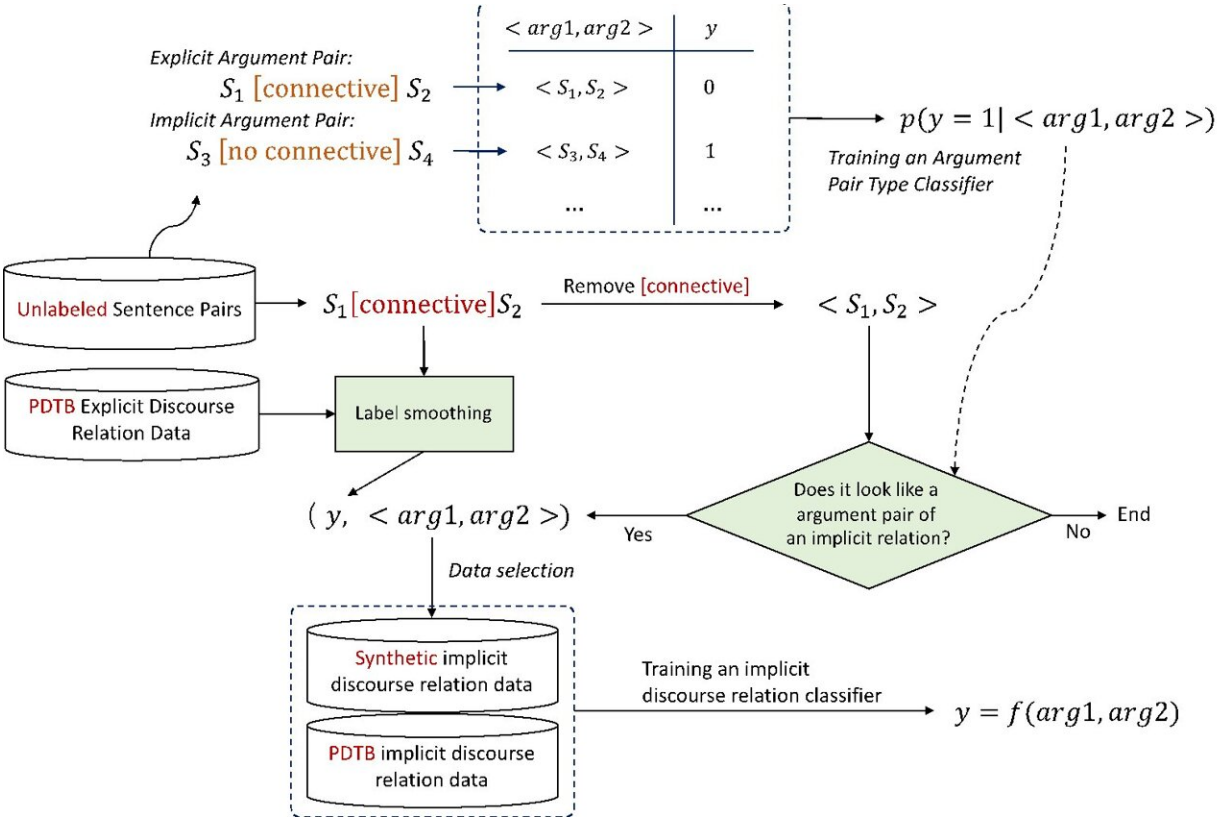 < arg1, arg2 > y
Explicit Argument Pair:
S₁ [connective] S₂
< S₁, S₂ > 0
Implicit Argument Pair:
S₃ [no connective] S₄
< S₃, S₄ > 1
... ...
p(y = 1| < arg1, arg2 >)
Training an Argument
Pair Type Classifier
Unlabeled Sentence Pairs
S₁[connective]S₂
Remove [connective]
< S₁, S₂ >
PDTB Explicit Discourse
Relation Data
Label smoothing
Does it look like a
argument pair of
an implicit relation?
Yes
No
End
( y, < arg1, arg2 >)
Data selection
Synthetic implicit
discourse relation data
PDTB implicit discourse
relation data
Training an implicit
discourse relation classifier
y = f(arg1, arg2)